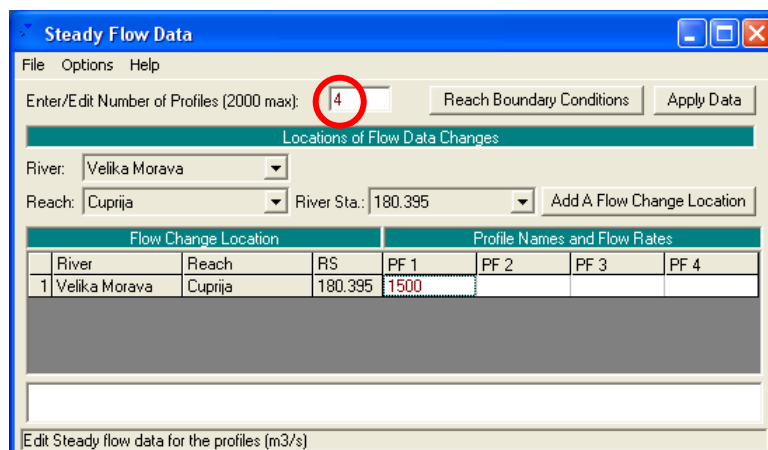 Steady Flow Data
File Options Help
Enter/Edit Number of Profiles (2000 max): 4 Reach Boundary Conditions Apply Data
Locations of Flow Data Changes
River: Velika Morava
Reach: Cuprija River Sta.: 180.395 Add A Flow Change Location
Flow Change Location Profile Names and Flow Rates
River Reach RS PF 1 PF 2 PF 3 PF 4
1 Velika Morava Cuprija 180.395 1500
Edit Steady flow data for the profiles (m3/s)